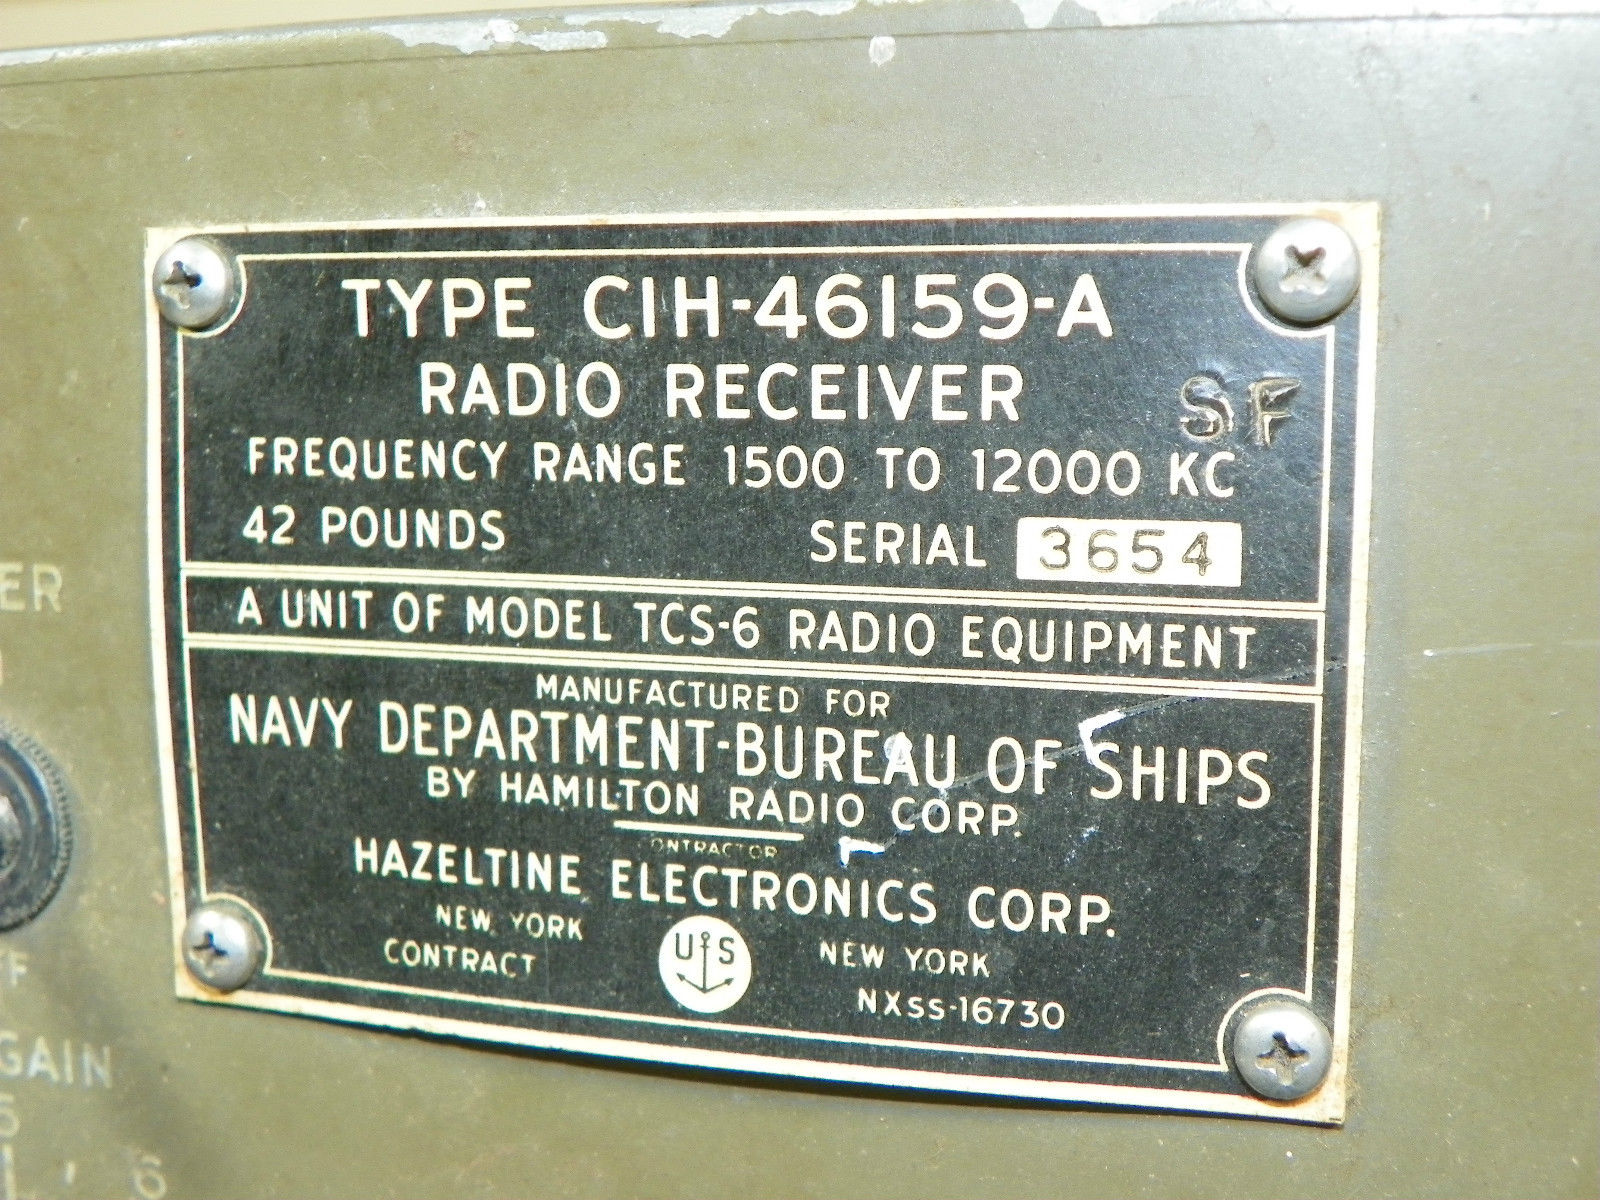 TYPE CIH-46159-A
RADIO RECEIVER
SF
FREQUENCY RANGE 1500 TO 12000 KC
42 POUNDS SERIAL 3654
A UNIT OF MODEL TCS-6 RADIO EQUIPMENT
MANUFACTURED FOR
NAVY DEPARTMENT-BUREAU OF SHIPS
BY HAMILTON RADIO CORP.
CONTRACTOR
HAZELTINE ELECTRONICS CORP.
NEW YORK U S NEW YORK
CONTRACT NXss-16730
GAIN
6